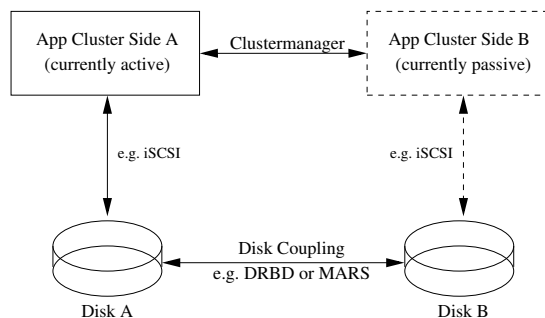 App Cluster Side A
(currently active)
Clustermanager
App Cluster Side B
(currently passive)
e.g. iSCSI
e.g. iSCSI
Disk Coupling
e.g. DRBD or MARS
Disk A
Disk B